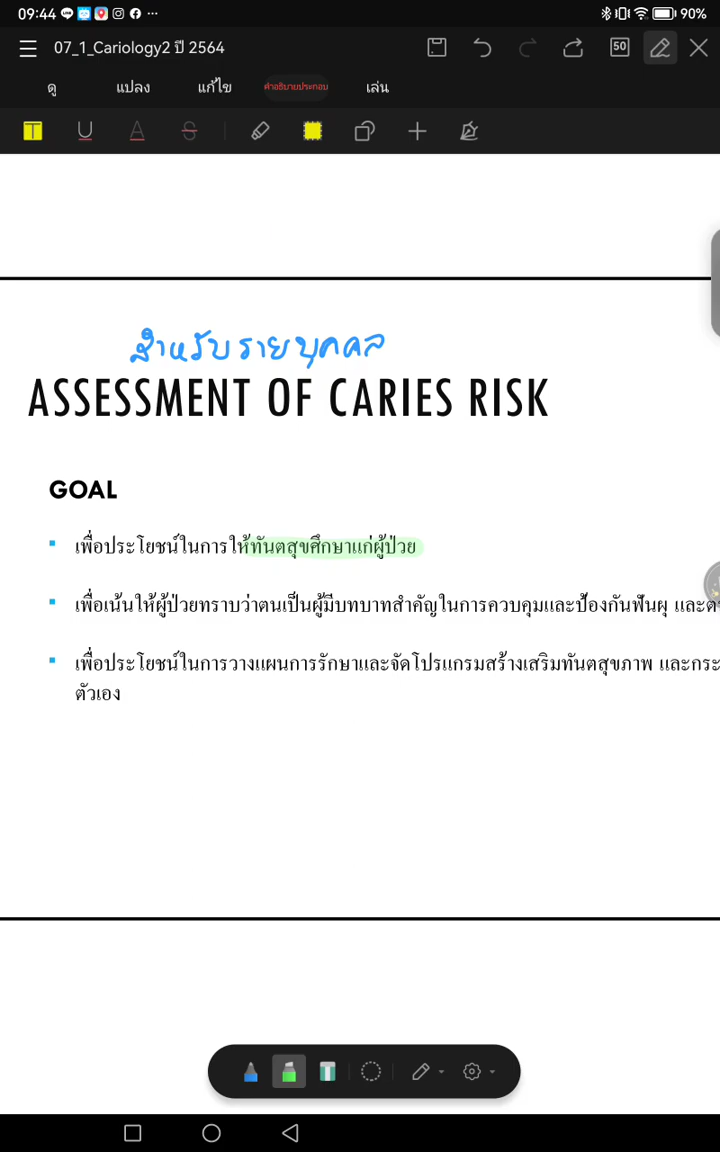 09:44
90%
07_1_Cariology2 ปี 2564
50
ดู แปลง แก้ไข คำอธิบายประกอบ เล่น
T U A S
สำหรับรายบุคคล
ASSESSMENT OF CARIES RISK
GOAL
เพื่อประโยชน์ในการให้ทันตสุขศึกษาแก่ผู้ป่วย
เพื่อเน้นให้ผู้ป่วยทราบว่าตนเป็นผู้มีบทบาทสำคัญในการควบคุมและป้องกันฟันผุ และ
เพื่อประโยชน์ในการวางแผนการรักษาและจัดโปรแกรมสร้างเสริมทันตสุขภาพ และ
ตัวเอง